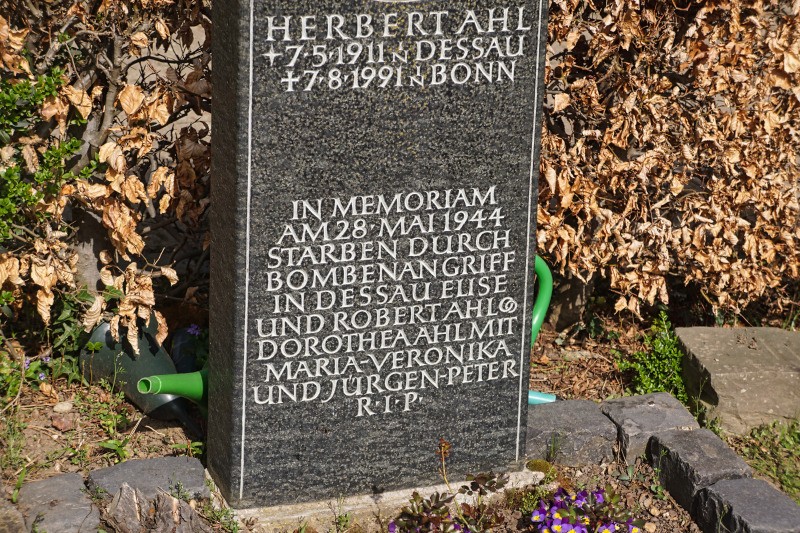 HERBERT AHL
+7·5·1911 IN DESSAU
+7·8·1991 IN BONN
IN MEMORIAM
AM 28·MAI 1944
STARBEN DURCH
BOMBENANGRIFF
IN DESSAU ELISE
UND ROBERT AHL
DOROTHEA AHL MIT
MARIA-VERONIKA
UND JÜRGEN-PETER
R·I·P·